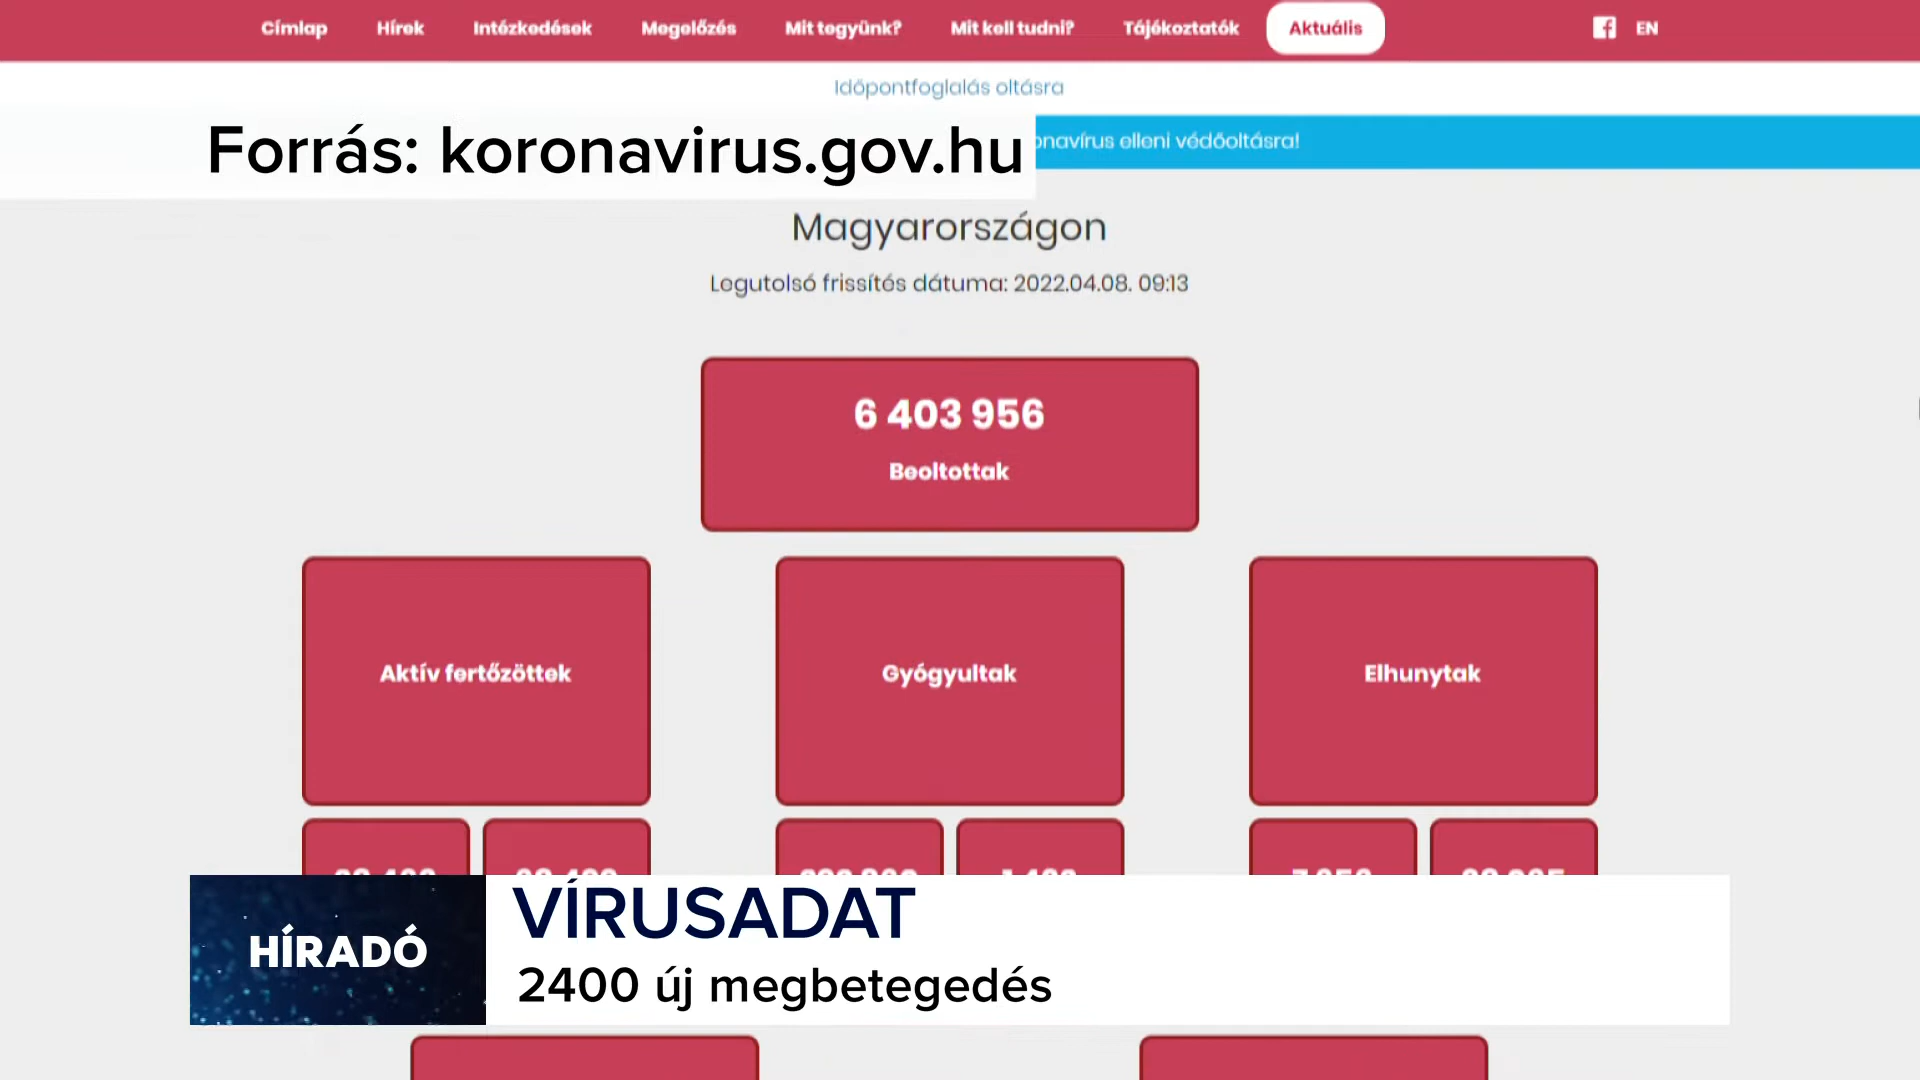 Címlap Hírek Intézkedések Megelőzés Mit tegyünk? Mit kell tudni? Tájékoztatók Aktuális EN
Időpontfoglalás oltásra
elleni védőoltásra!
Forrás: koronavirus.gov.hu
Magyarországon
Legutolsó frissítés dátuma: 2022.04.08. 09:13
6 403 956
Beoltottak
Aktív fertőzöttek
Gyógyultak
Elhunytak
HÍRADÓ
VÍRUSADAT
2400 új megbetegedés